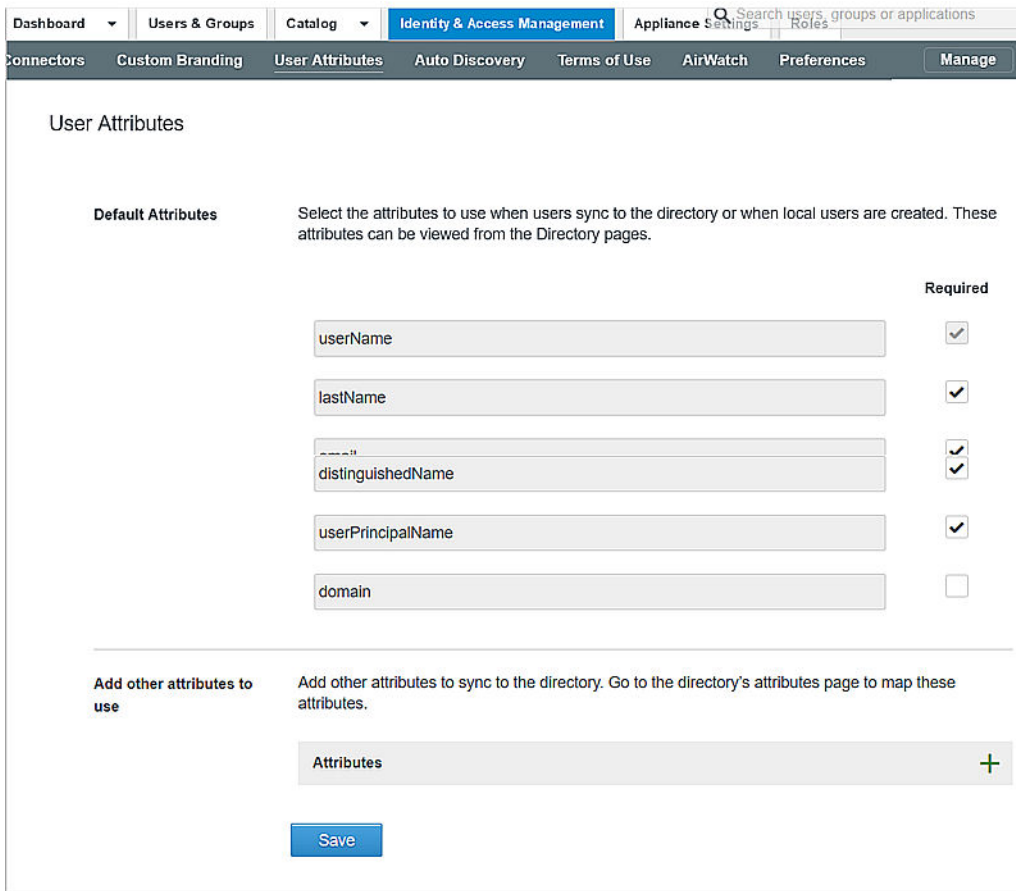 Dashboard Users & Groups Catalog Identity & Access Management Appliance Settings Roles Search users, groups or applications
Connectors Custom Branding User Attributes Auto Discovery Terms of Use AirWatch Preferences Manage
User Attributes
Default Attributes
Select the attributes to use when users sync to the directory or when local users are created. These
attributes can be viewed from the Directory pages.
Required
userName
lastName
email
distinguishedName
userPrincipalName
domain
Add other attributes to
use
Add other attributes to sync to the directory. Go to the directory's attributes page to map these
attributes.
Attributes
Save